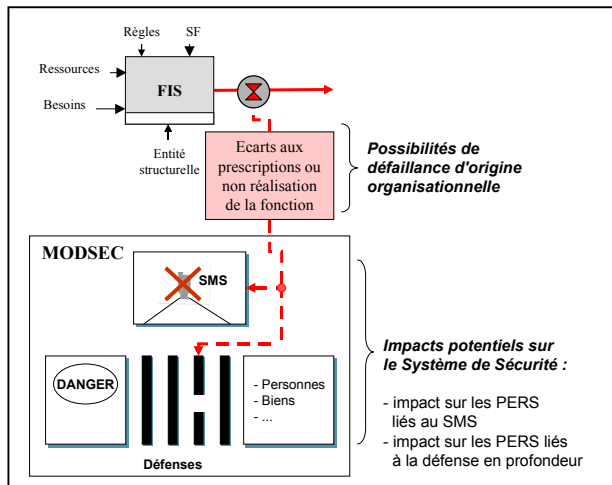 Règles
SF
Ressources
FIS
Besoins
Entité
structurelle
Ecarts aux
prescriptions ou
non réalisation
de la fonction
Possibilités de
défaillance d'origine
organisationnelle
MODSEC
SMS
DANGER
- Personnes
- Biens
- ...
Défenses
Impacts potentiels sur
le Système de Sécurité :
- impact sur les PERS
liés au SMS
- impact sur les PERS liés
à la défense en profondeur